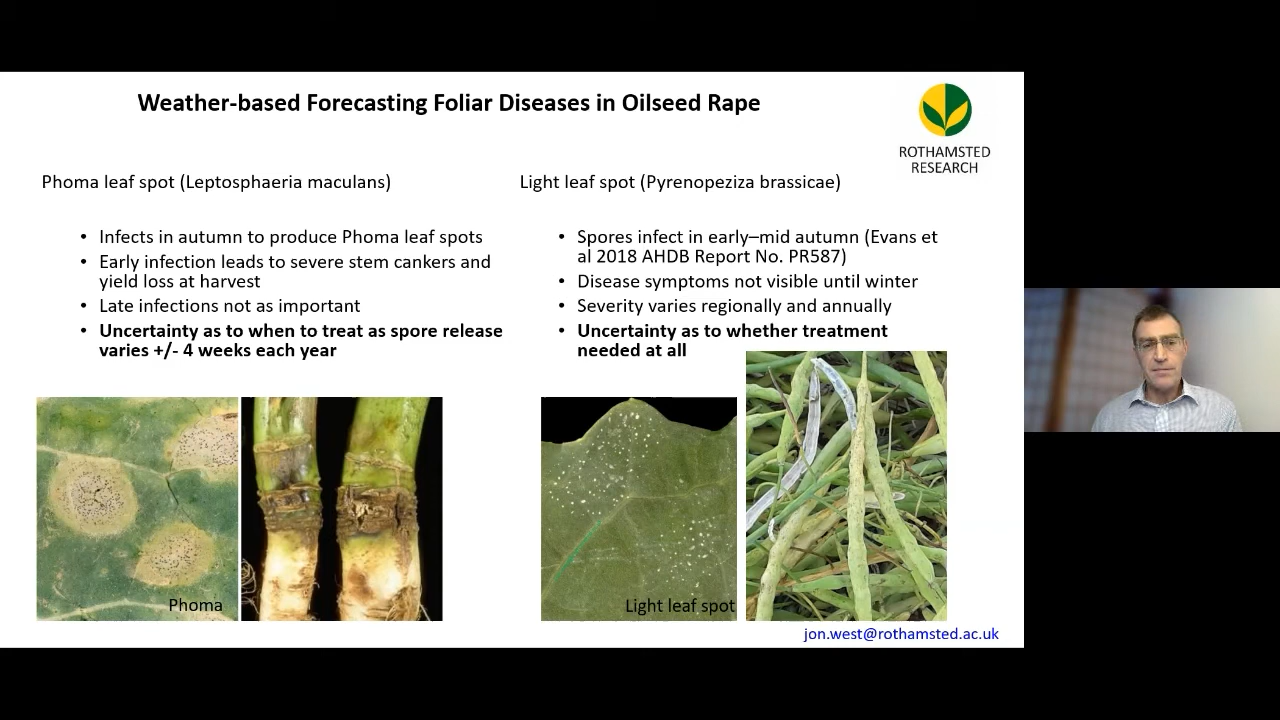 Weather-based Forecasting Foliar Diseases in Oilseed Rape
ROTHAMSTED
RESEARCH
Phoma leaf spot (Leptosphaeria maculans)
• Infects in autumn to produce Phoma leaf spots
• Early infection leads to severe stem cankers and
yield loss at harvest
• Late infections not as important
• Uncertainty as to when to treat as spore release
varies +/- 4 weeks each year
Light leaf spot (Pyrenopeziza brassicae)
• Spores infect in early–mid autumn (Evans et
al 2018 AHDB Report No. PR587)
• Disease symptoms not visible until winter
• Severity varies regionally and annually
• Uncertainty as to whether treatment
needed at all
Phoma
Light leaf spot
jon.west@rothamsted.ac.uk